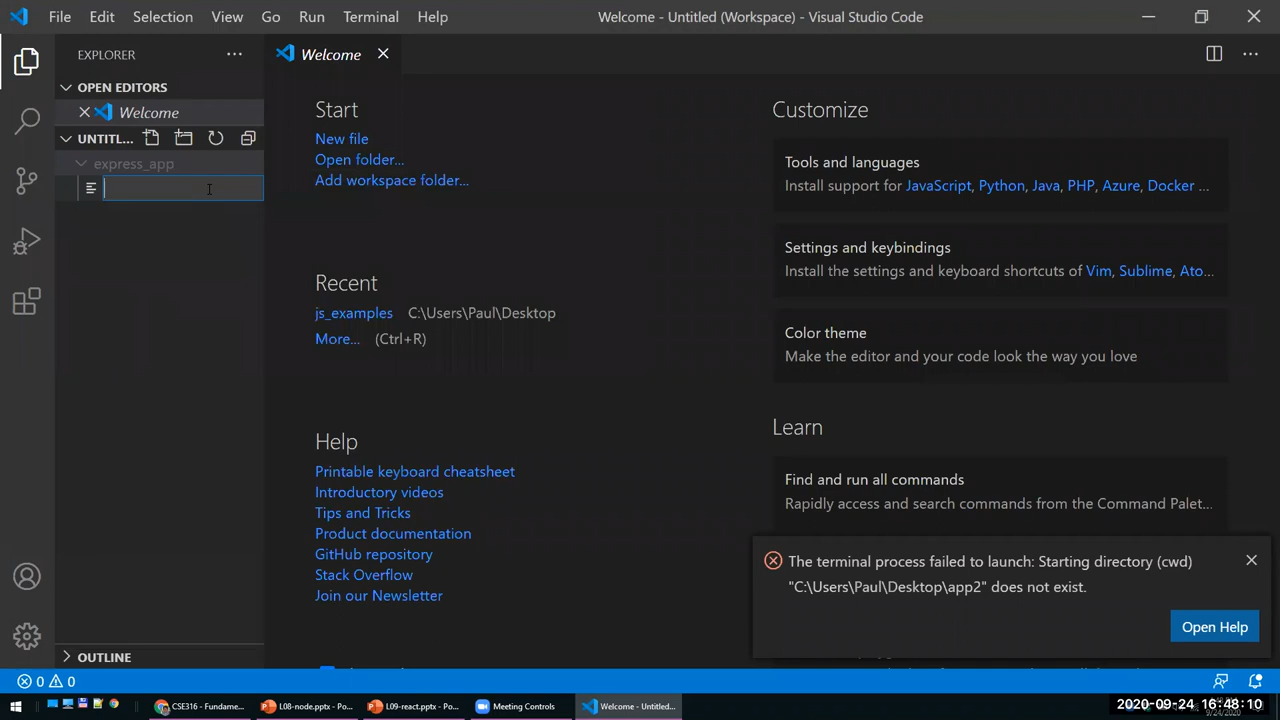 File Edit Selection View Go Run Terminal Help
Welcome - Untitled (Workspace) - Visual Studio Code
EXPLORER
Welcome
OPEN EDITORS
Welcome
UNTITL...
express_app
Start
New file
Open folder...
Add workspace folder...
Recent
js_examples C:\Users\Paul\Desktop
More... (Ctrl+R)
Help
Printable keyboard cheatsheet
Introductory videos
Tips and Tricks
Product documentation
GitHub repository
Stack Overflow
Join our Newsletter
Customize
Tools and languages
Install support for JavaScript, Python, Java, PHP, Azure, Docker ...
Settings and keybindings
Install the settings and keyboard shortcuts of Vim, Sublime, Ato...
Color theme
Make the editor and your code look the way you love
Learn
Find and run all commands
Rapidly access and search commands from the Command Palet...
The terminal process failed to launch: Starting directory (cwd)
"C:\Users\Paul\Desktop\app2" does not exist.
Open Help
OUTLINE
0 0
CSE316 - Fundame...
L08-node.pptx - Po...
L09-react.pptx - Po...
Meeting Controls
Welcome - Untitled...
2020-09-24 16:48:10